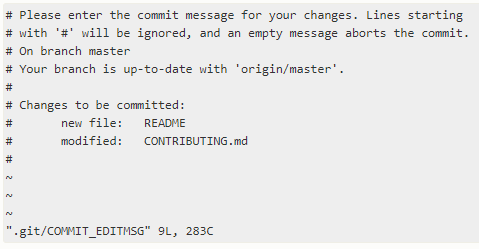 # Please enter the commit message for your changes. Lines starting
# with '#' will be ignored, and an empty message aborts the commit.
# On branch master
# Your branch is up-to-date with 'origin/master'.
#
# Changes to be committed:
#       new file:   README
#       modified:   CONTRIBUTING.md
#
~
~
~
".git/COMMIT_EDITMSG" 9L, 283C